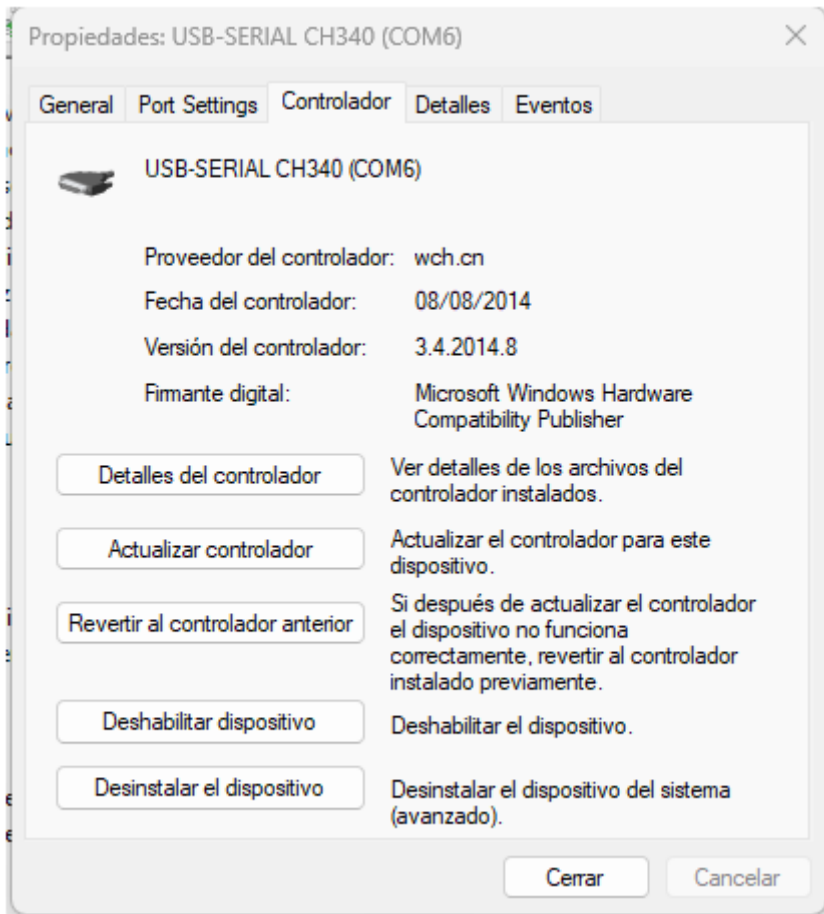 Propiedades: USB-SERIAL CH340 (COM6)
General Port Settings Controlador Detalles Eventos
USB-SERIAL CH340 (COM6)
Proveedor del controlador: wch.cn
Fecha del controlador: 08/08/2014
Versión del controlador: 3.4.2014.8
Firmante digital: Microsoft Windows Hardware
Compatibility Publisher
Detalles del controlador
Ver detalles de los archivos del
controlador instalados.
Actualizar controlador
Actualizar el controlador para este
dispositivo.
Revertir al controlador anterior
Si después de actualizar el controlador
el dispositivo no funciona
correctamente, revertir al controlador
instalado previamente.
Deshabilitar dispositivo
Deshabilitar el dispositivo.
Desinstalar el dispositivo
Desinstalar el dispositivo del sistema
(avanzado).
Cerrar Cancelar